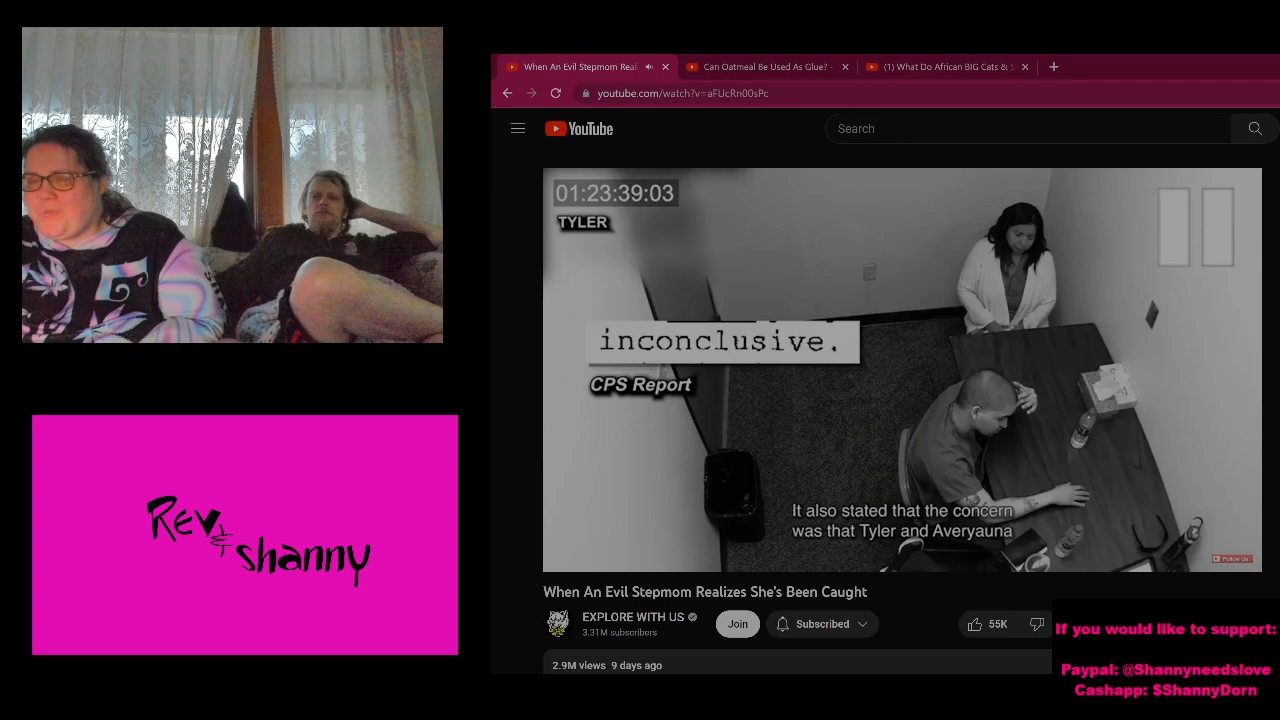 When An Evil Stepmom Reali
Can Oatmeal Be Used As Glue? -
(1) What Do African BIG Cats &
youtube.com/watch?v=aFUcRn00sPc
YouTube
Search
01:23:39:03
TYLER
inconclusive.
CPS Report
It also stated that the concern
was that Tyler and Averyauna
Follow Us
When An Evil Stepmom Realizes She's Been Caught
EXPLORE WITH US
3.31M subscribers
Join
Subscribed
55K
2.9M views 9 days ago
Rev
&
shanny
If you would like to support:
Paypal: @Shannyneedslove
Cashapp: $ShannyDorn